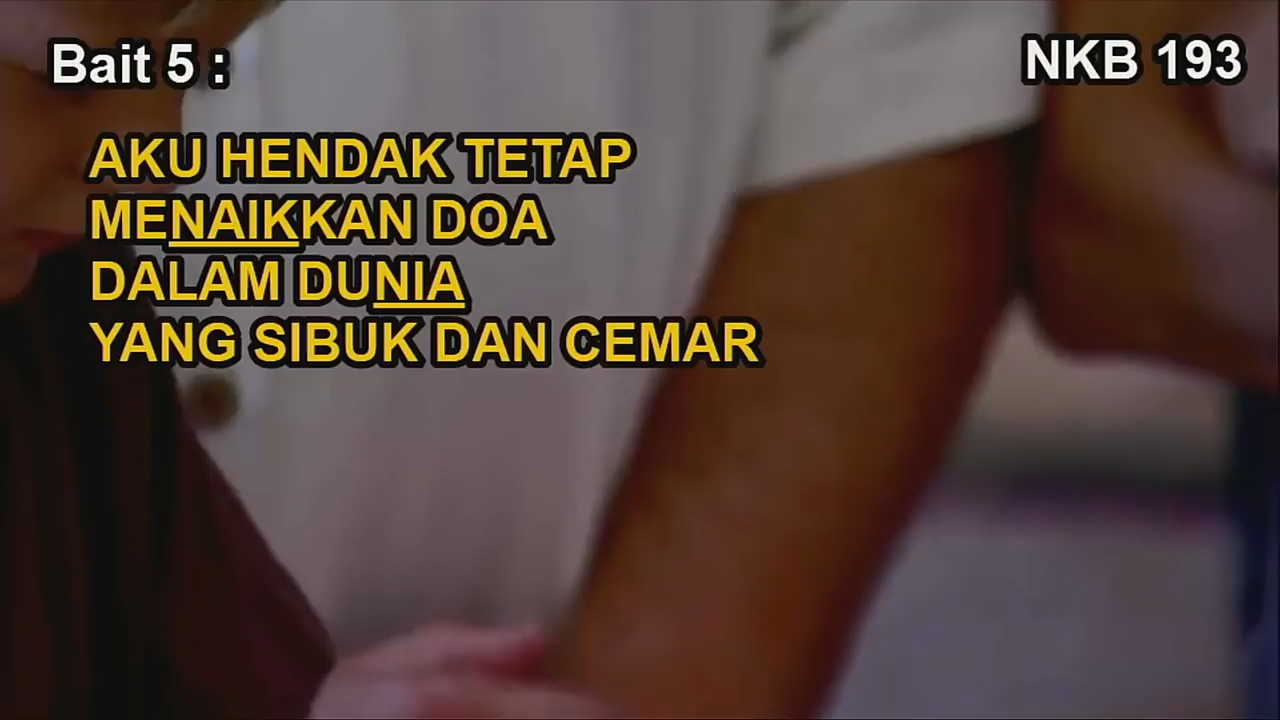 Bait 5 :
NKB 193
AKU HENDAK TETAP
MENAIKKAN DOA
DALAM DUNIA
YANG SIBUK DAN CEMAR